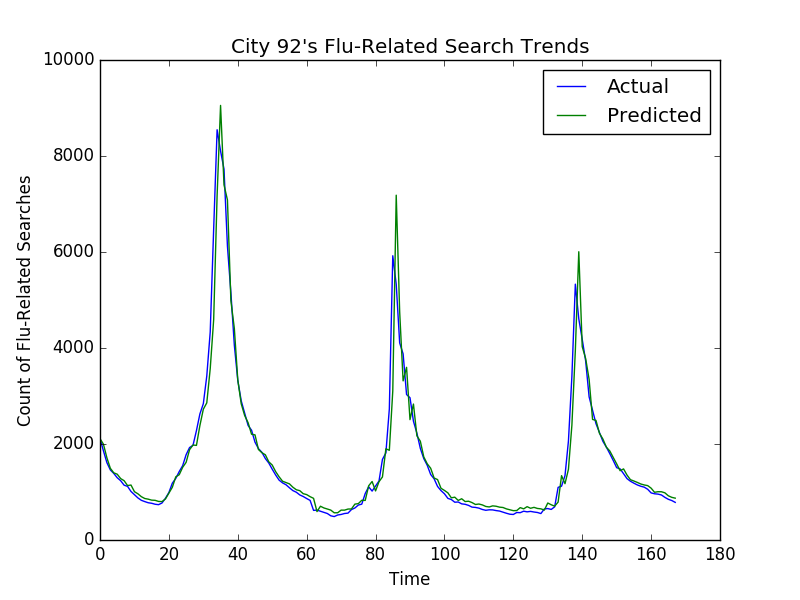 City 92's Flu-Related Search Trends
Actual
Predicted
Count of Flu-Related Searches
10000
8000
6000
4000
2000
0
0 20 40 60 80 100 120 140 160 180
Time